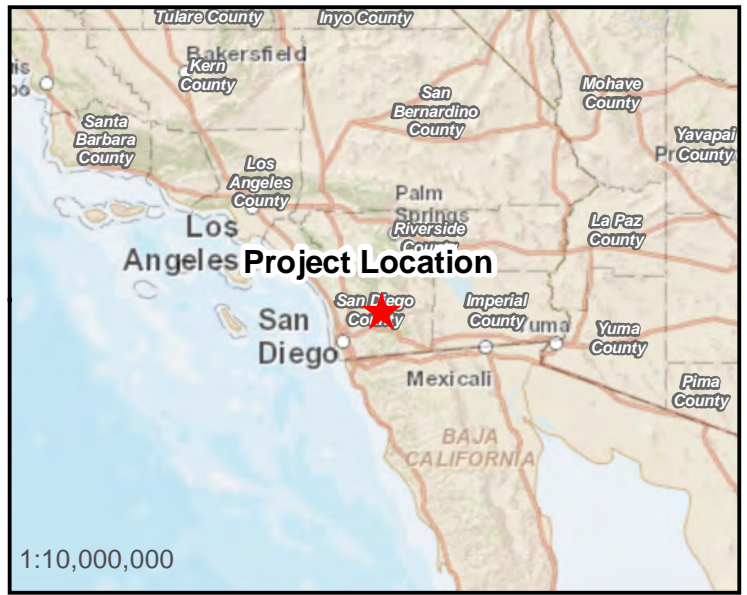 Tulare County
Inyo County
is
Bakersfield
Kern
County
San
Bernardino
County
Mohave
County
Santa
Barbara
County
Yavapai
County
Los
Angeles
County
Palm
Springs
Los
Angeles
Riverside
County
La Paz
County
Project Location
San Diego
County
Imperial
County
San
Diego
Yuma
County
Mexicali
Pima
County
BAJA
CALIFORNIA
1:10,000,000